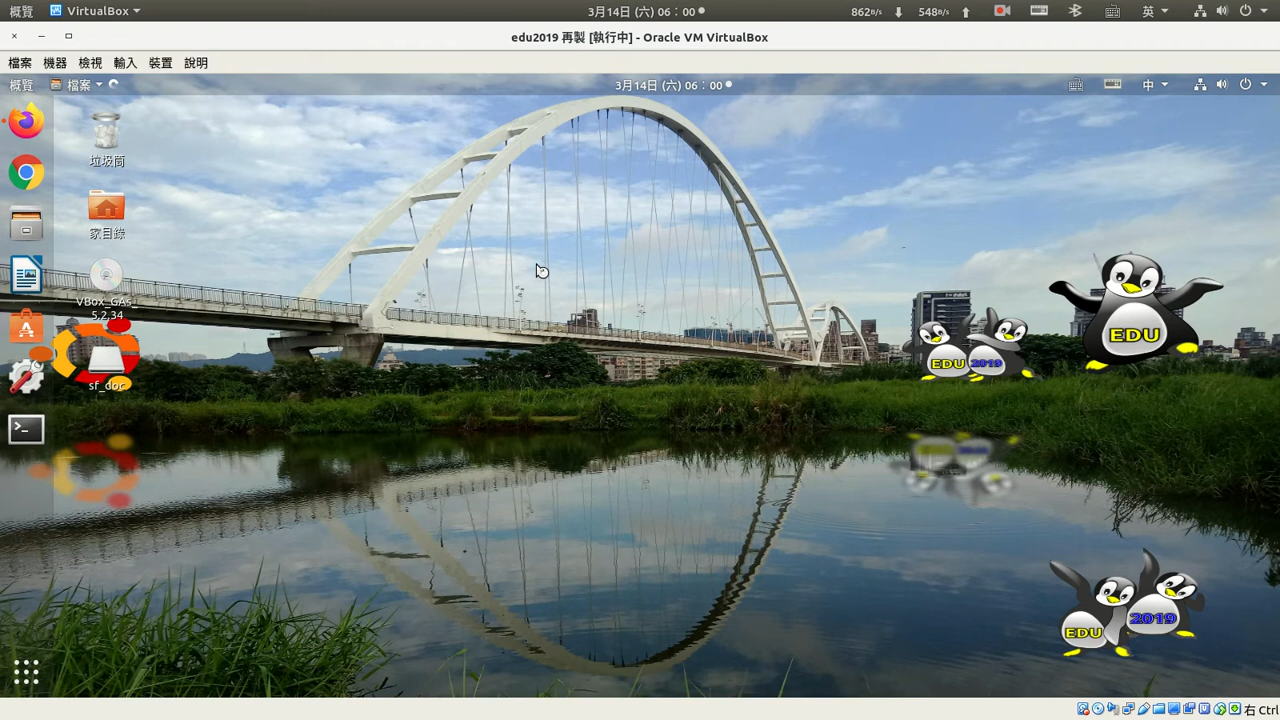 概覽 VirtualBox 3月14日 (六) 06：00 862B/s 548B/s 英
edu2019 再製 [執行中] - Oracle VM VirtualBox
檔案 機器 檢視 輸入 裝置 說明
概覽 檔案 3月14日 (六) 06：00 中
垃圾筒
家目錄
VBox_GAs_
5.2.34
sf_doc
EDU
EDU 2019
EDU 2019
右 Ctrl